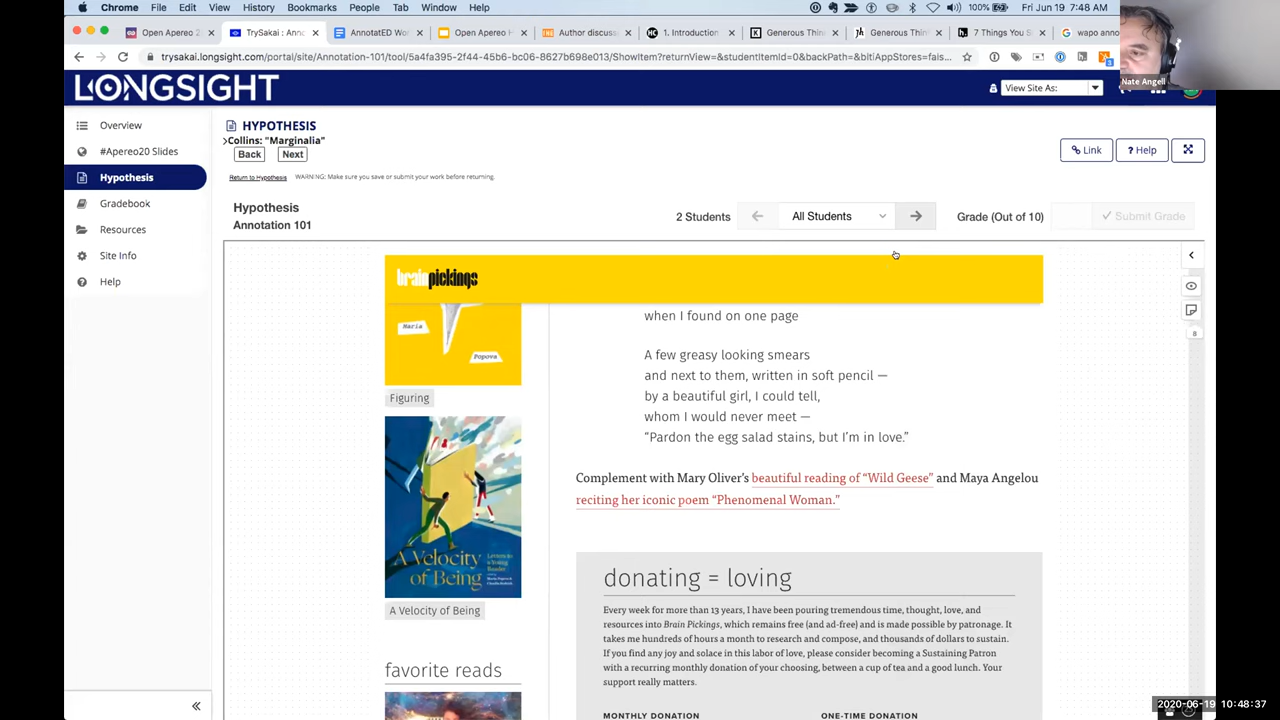 Chrome File Edit View History Bookmarks People Tab Window Help
100% Fri Jun 19 7:48 AM
Open Apereo 2
TrySakai : Anno
AnnotatED Wo
Open Apereo H
Author discuss
1. Introduction
Generous Thin
Generous Thin
7 Things You S
wapo anno
trysakai.longsight.com/portal/site/Annotation-101/tool/5a4fa395-2f44-45b6-bc06-8627b698e013/ShowItem?returnView=&studentItemId=0&backPath=&bltiAppStores=fals...
Nate Angell
LONGSIGHT
View Site As:
Overview
#Apereo20 Slides
Hypothesis
Gradebook
Resources
Site Info
Help
HYPOTHESIS
Collins: "Marginalia"
Back Next
Link
? Help
Return to Hypothesis WARNING: Make sure you save or submit your work before returning.
Hypothesis
Annotation 101
2 Students
All Students
Grade (Out of 10)
Submit Grade
brainpickings
8
Maria
Popova
Figuring
A Velocity of Being
A Velocity of Being
favorite reads
when I found on one page
A few greasy looking smears
and next to them, written in soft pencil —
by a beautiful girl, I could tell,
whom I would never meet —
“Pardon the egg salad stains, but I’m in love.”
Complement with Mary Oliver’s beautiful reading of “Wild Geese” and Maya Angelou
reciting her iconic poem “Phenomenal Woman.”
donating = loving
Every week for more than 13 years, I have been pouring tremendous time, thought, love, and
resources into Brain Pickings, which remains free (and ad-free) and is made possible by patronage. It
takes me hundreds of hours a month to research and compose, and thousands of dollars to sustain.
If you find any joy and solace in this labor of love, please consider becoming a Sustaining Patron
with a recurring monthly donation of your choosing, between a cup of tea and a good lunch. Your
support really matters.
MONTHLY DONATION
ONE-TIME DONATION
2020-06-19 10:48:37